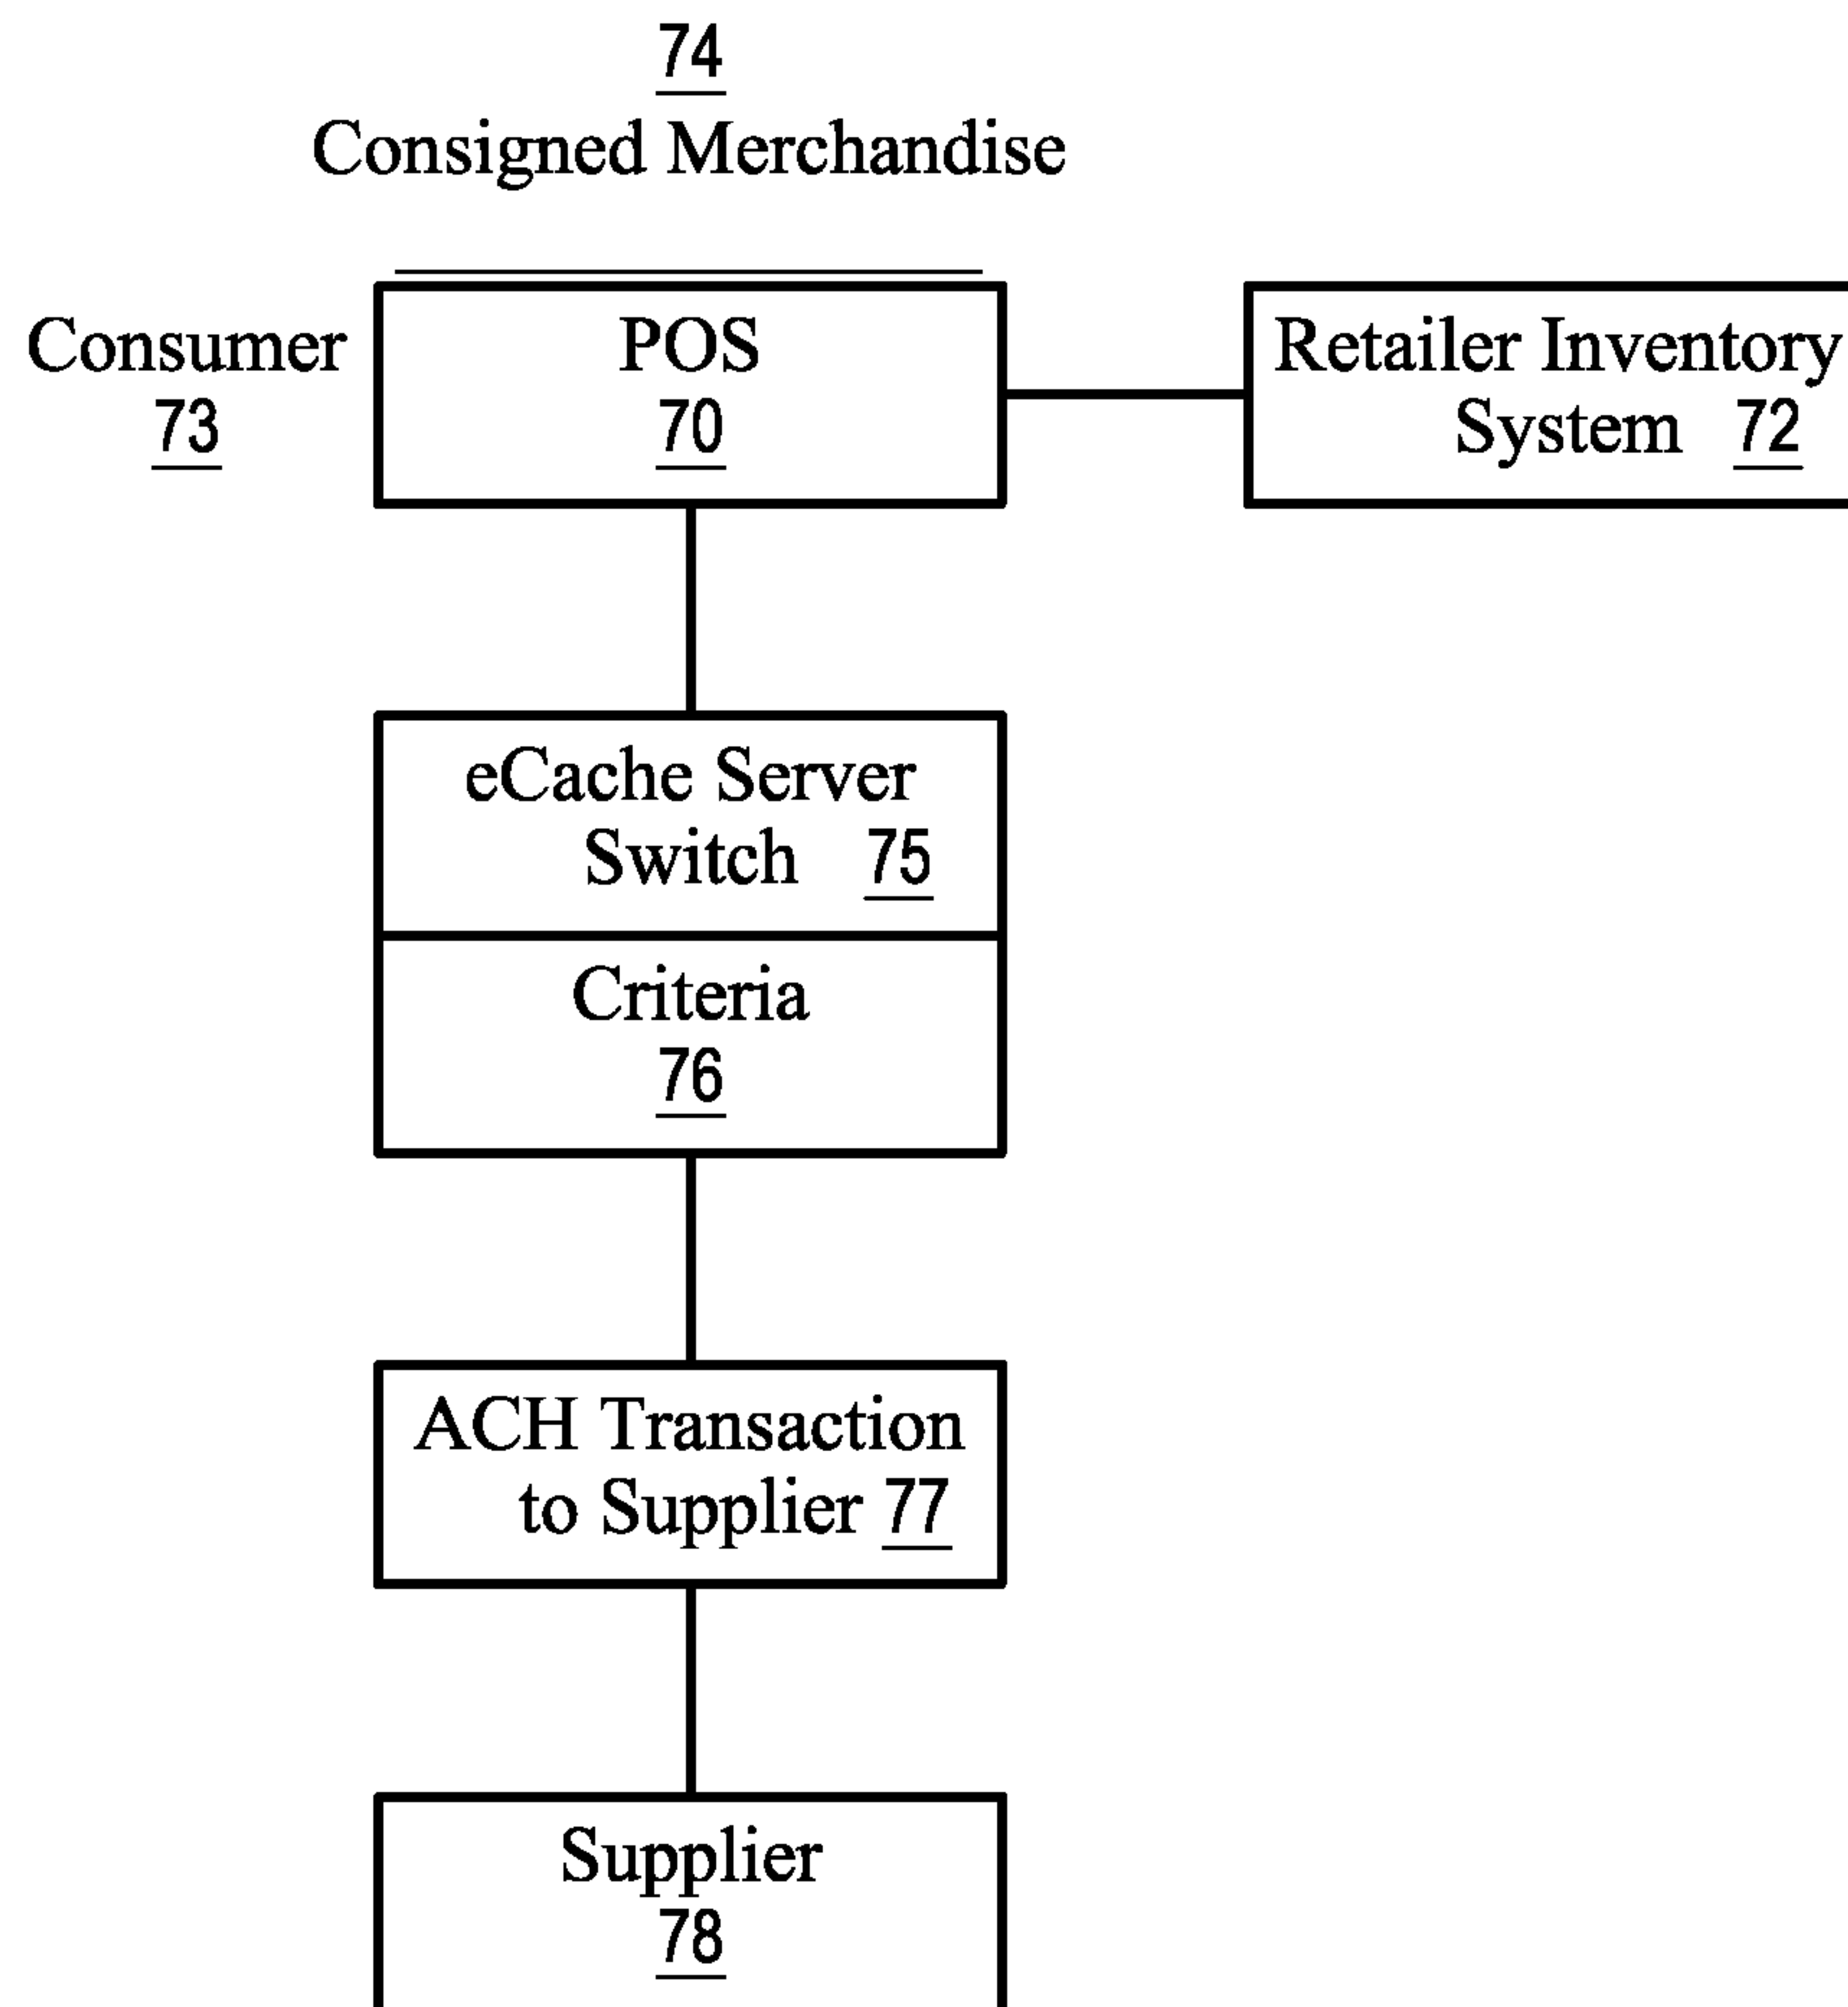 74
Consigned Merchandise
Consumer
73
POS
70
Retailer Inventory
System 72
eCache Server
Switch 75
Criteria
76
ACH Transaction
to Supplier 77
Supplier
78